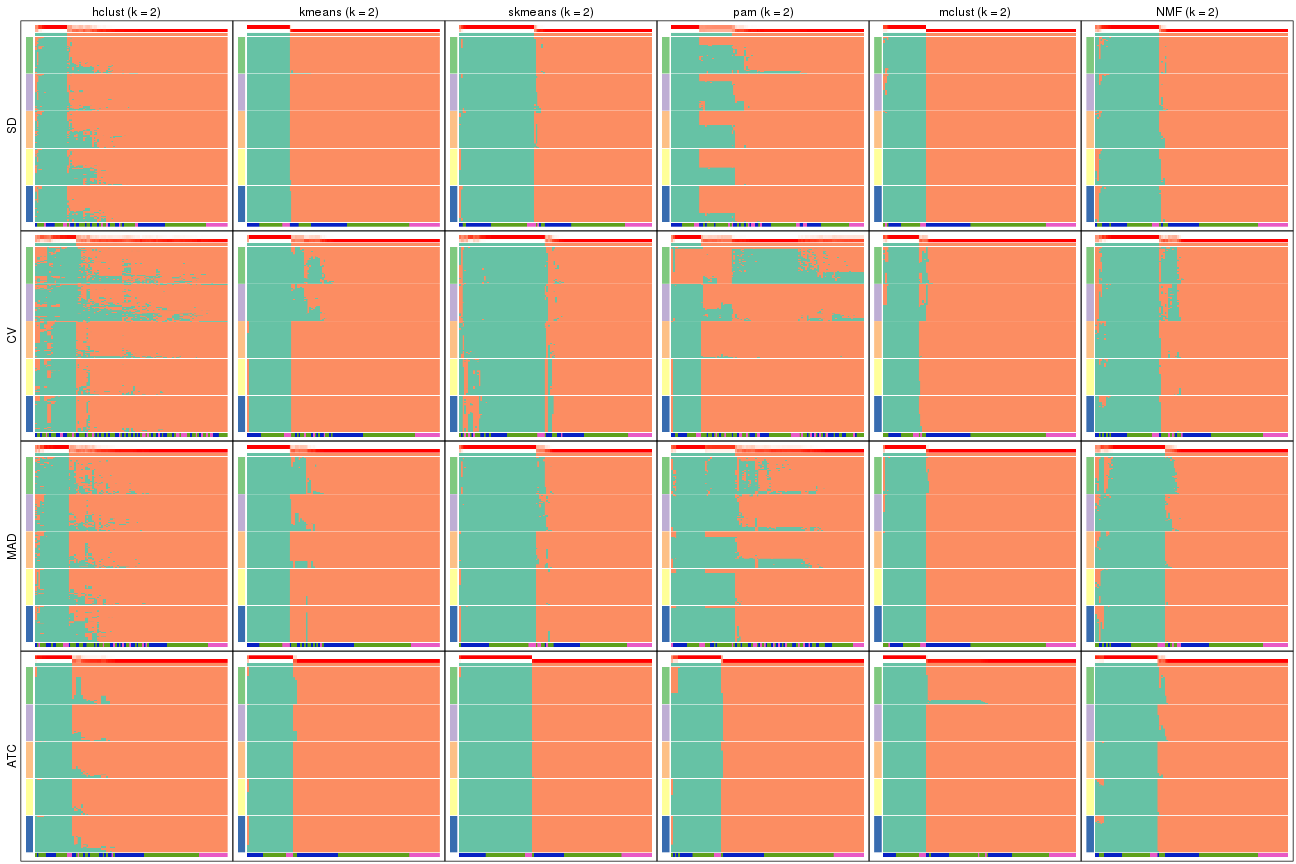 hclust (k = 2)
kmeans (k = 2)
skmeans (k = 2)
pam (k = 2)
mclust (k = 2)
NMF (k = 2)
SD
CV
MAD
ATC